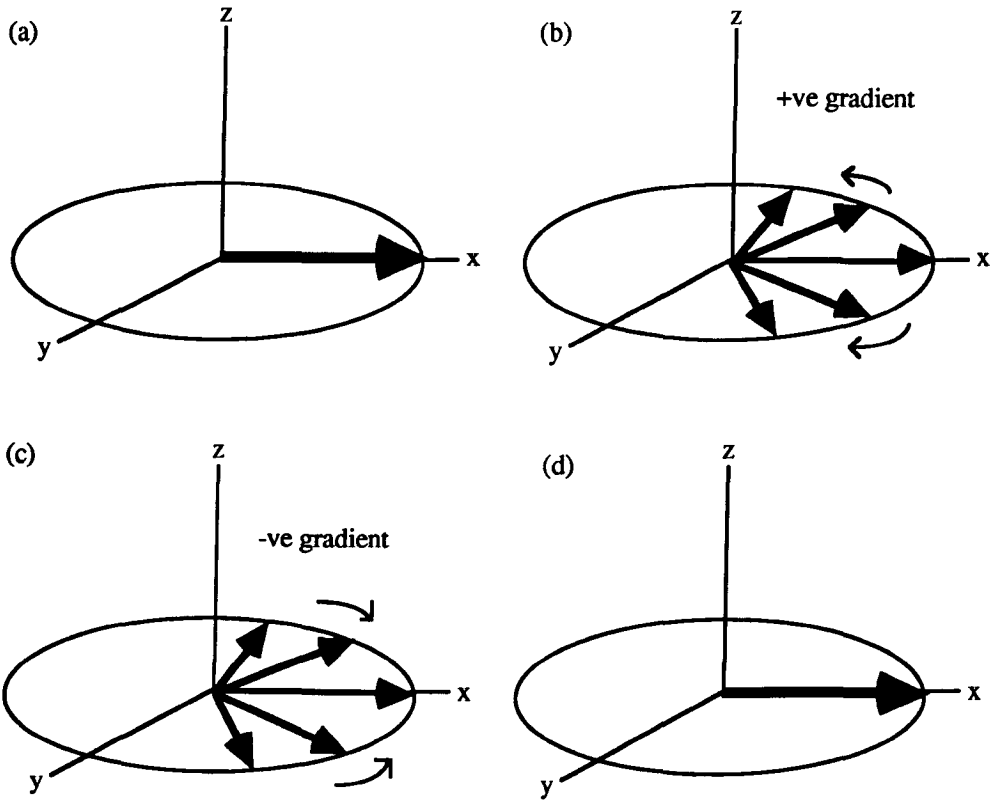 (a)
z
x
y
(b)
z
+ve gradient
x
y
(c)
z
-ve gradient
x
y
(d)
z
x
y